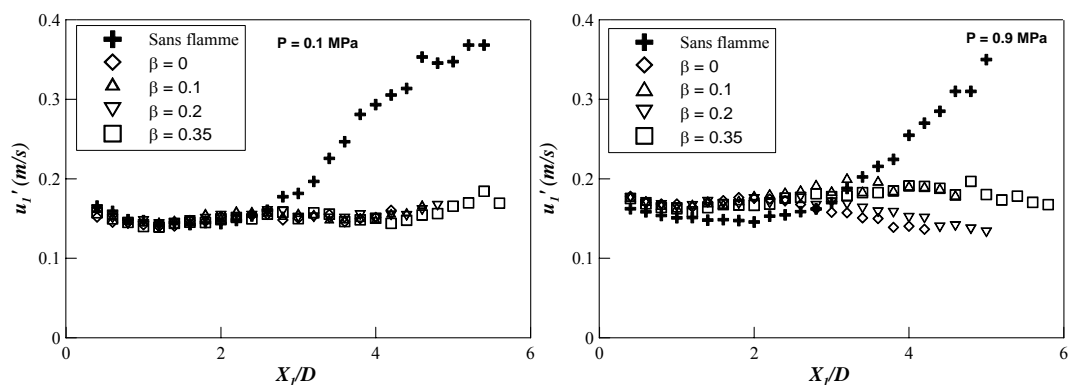 0.4
0.3
0.2
0.1
0
u1' (m/s)
Sans flamme
β = 0
β = 0.1
β = 0.2
β = 0.35
P = 0.1 MPa
0 2 4 6
X1/D
0.4
0.3
0.2
0.1
0
u1' (m/s)
Sans flamme
β = 0
β = 0.1
β = 0.2
β = 0.35
P = 0.9 MPa
0 2 4 6
X1/D